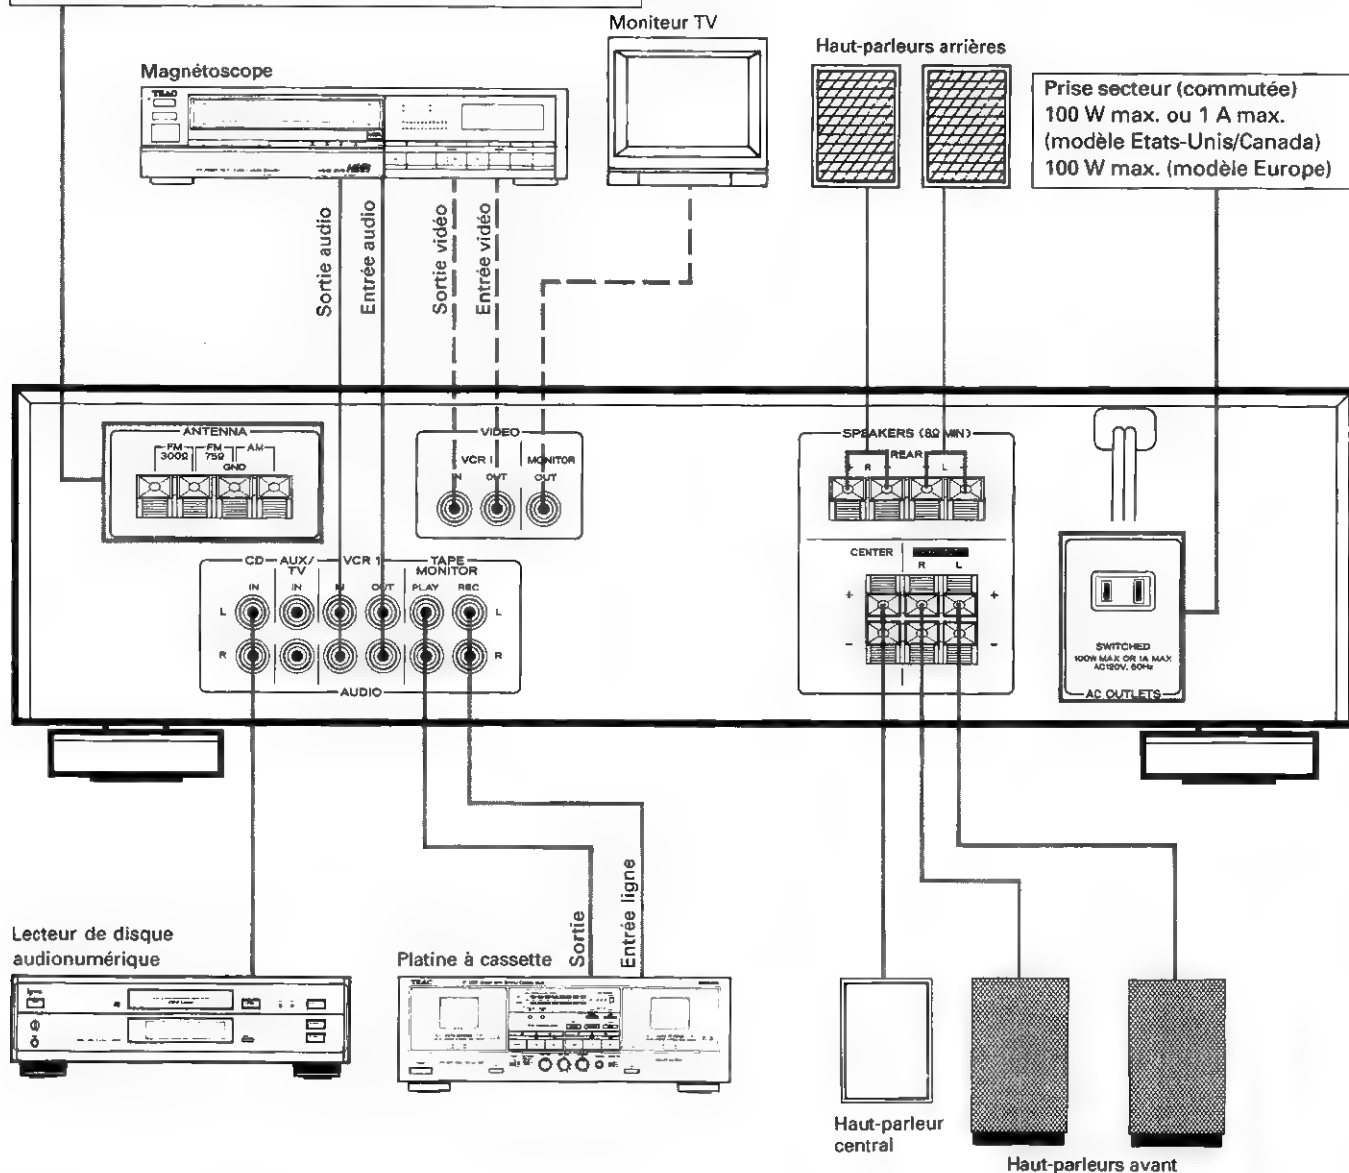 Moniteur TV
Haut-parleurs arrières
Magnétoscope
TEAC
Prise secteur (commutée)
100 W max. ou 1 A max.
(modèle Etats-Unis/Canada)
100 W max. (modèle Europe)
Sortie audio
Entrée audio
Sortie vidéo
Entrée vidéo
ANTENNA
FM 300Ω
FM 75Ω
AM
GND
VIDEO
VCR 1
MONITOR
IN
OUT
OUT
SPEAKERS (8Ω MIN)
REAR
+ R -
+ L -
CENTER
R L
+ +
- -
CD
AUX/TV
VCR 1
TAPE MONITOR
IN
IN
IN
OUT
PLAY
REC
L L
R R
AUDIO
SWITCHED
100W MAX OR 1A MAX
AC120V, 60Hz
AC OUTLETS
Sortie
Entrée ligne
Lecteur de disque
audionumérique
Platine à cassette
TEAC
Haut-parleur
central
Haut-parleurs avant